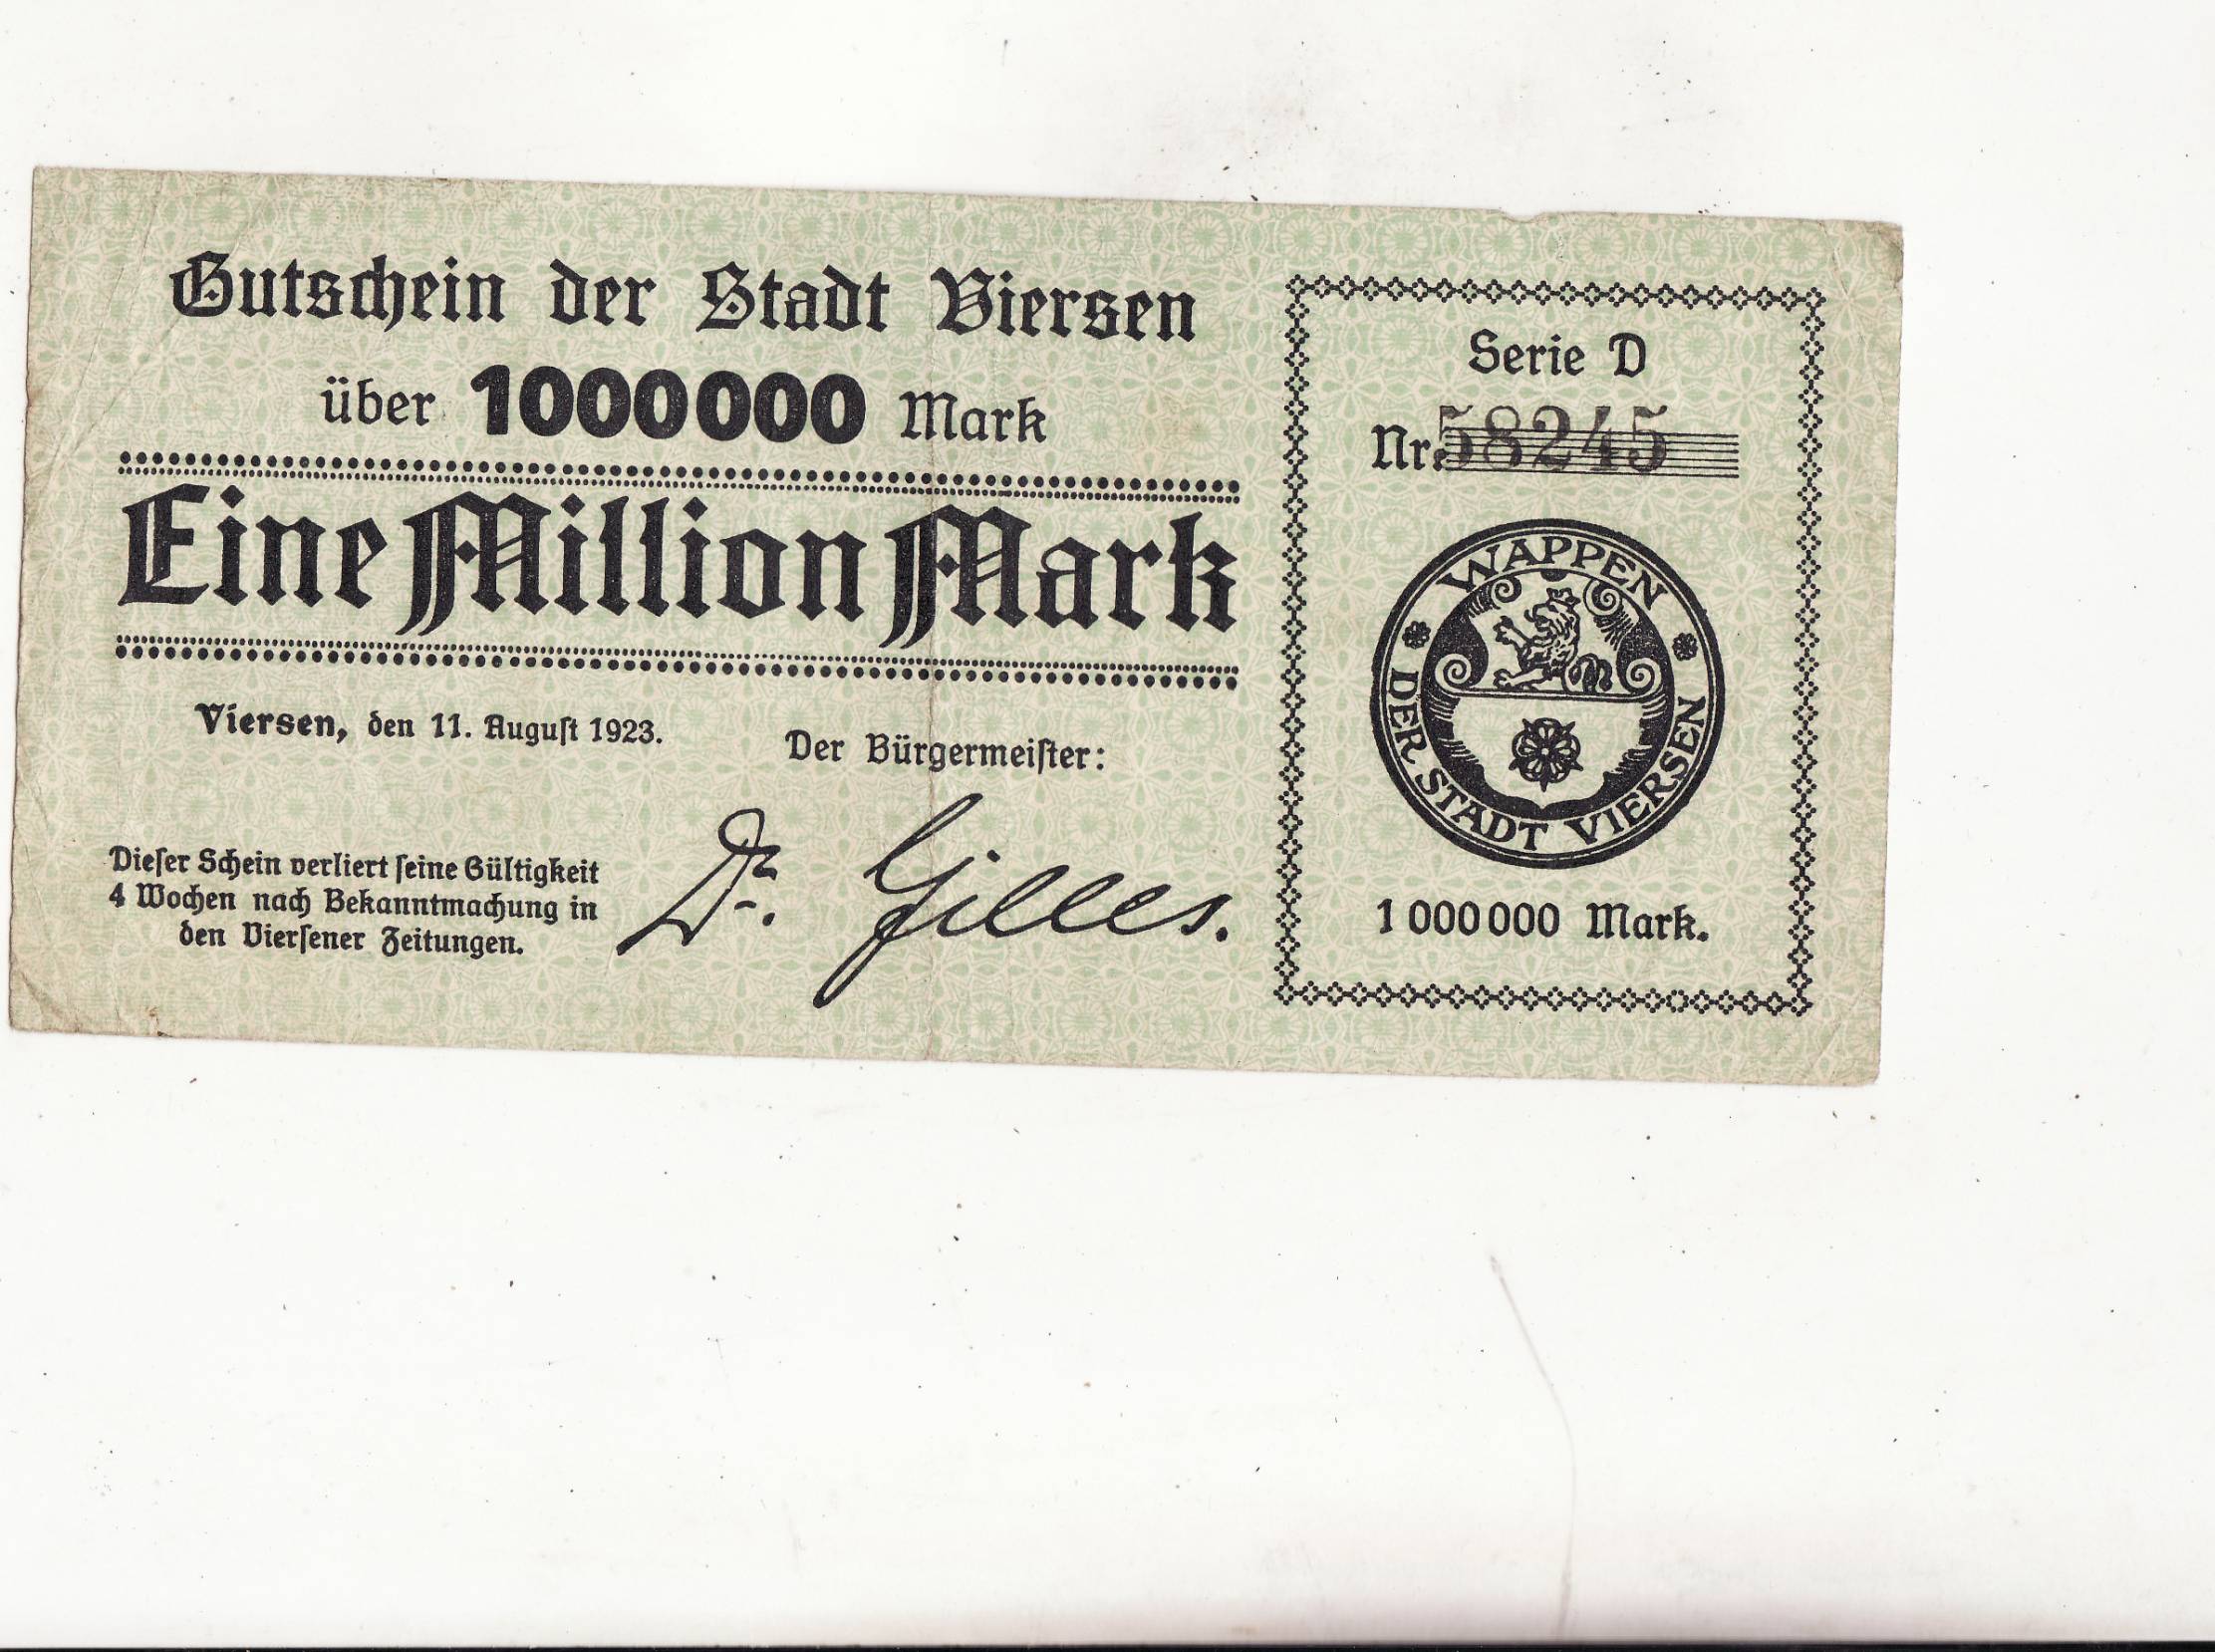 Gutschein der Stadt Viersen
über 1000000 Mark
Eine Million Mark
Viersen, den 11. Auguſt 1923.
Der Bürgermeiſter:
Dr. Gilles.
Dieſer Schein verliert ſeine Gültigkeit
4 Wochen nach Bekanntmachung in
den Vierſener Zeitungen.
Serie D
Nr. 58245
WAPPEN
DER STADT VIERSEN
1 000 000 Mark.